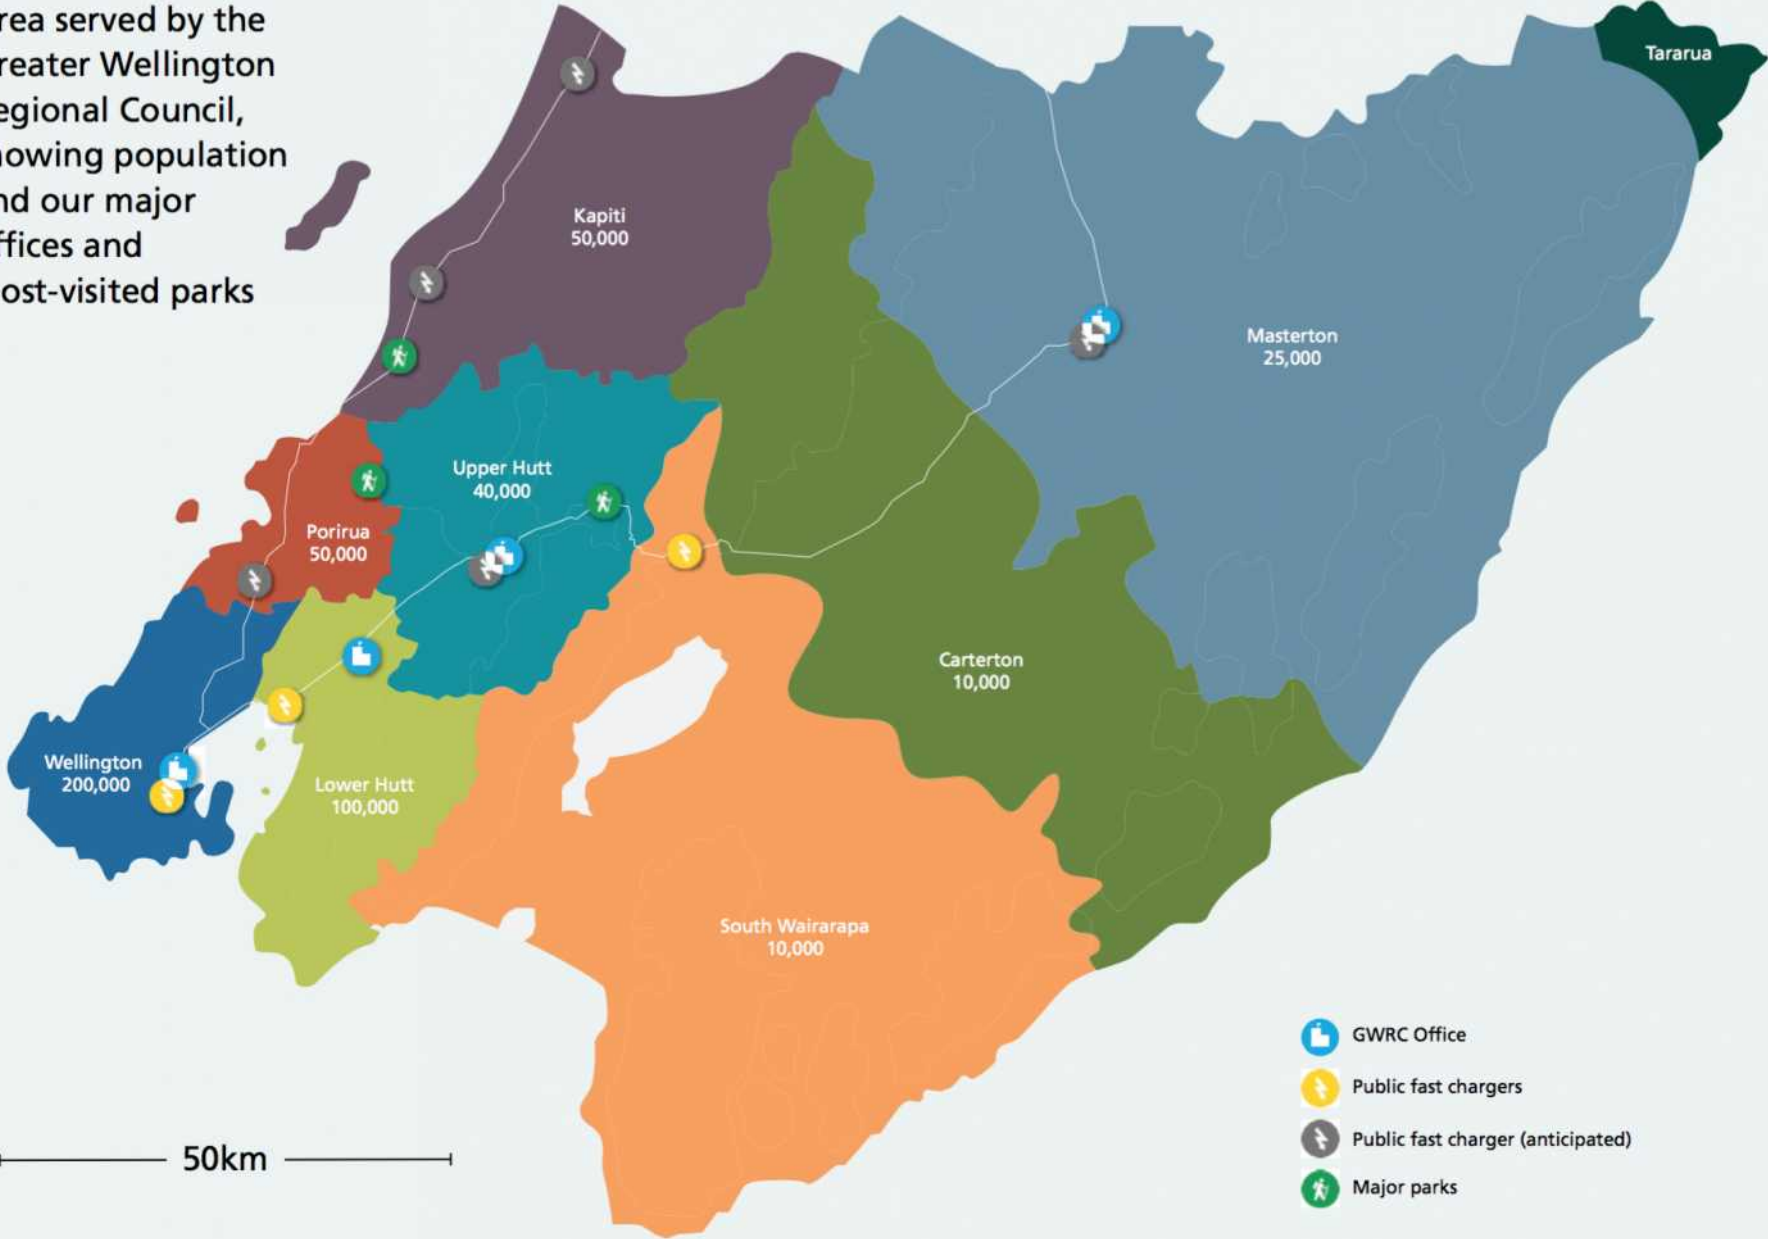 rea served by the
reater Wellington
egional Council,
howing population
nd our major
ffices and
ost-visited parks
Tararua
Kapiti
50,000
Masterton
25,000
Upper Hutt
40,000
Porirua
50,000
Carterton
10,000
Wellington
200,000
Lower Hutt
100,000
South Wairarapa
10,000
50km
GWRC Office
Public fast chargers
Public fast charger (anticipated)
Major parks